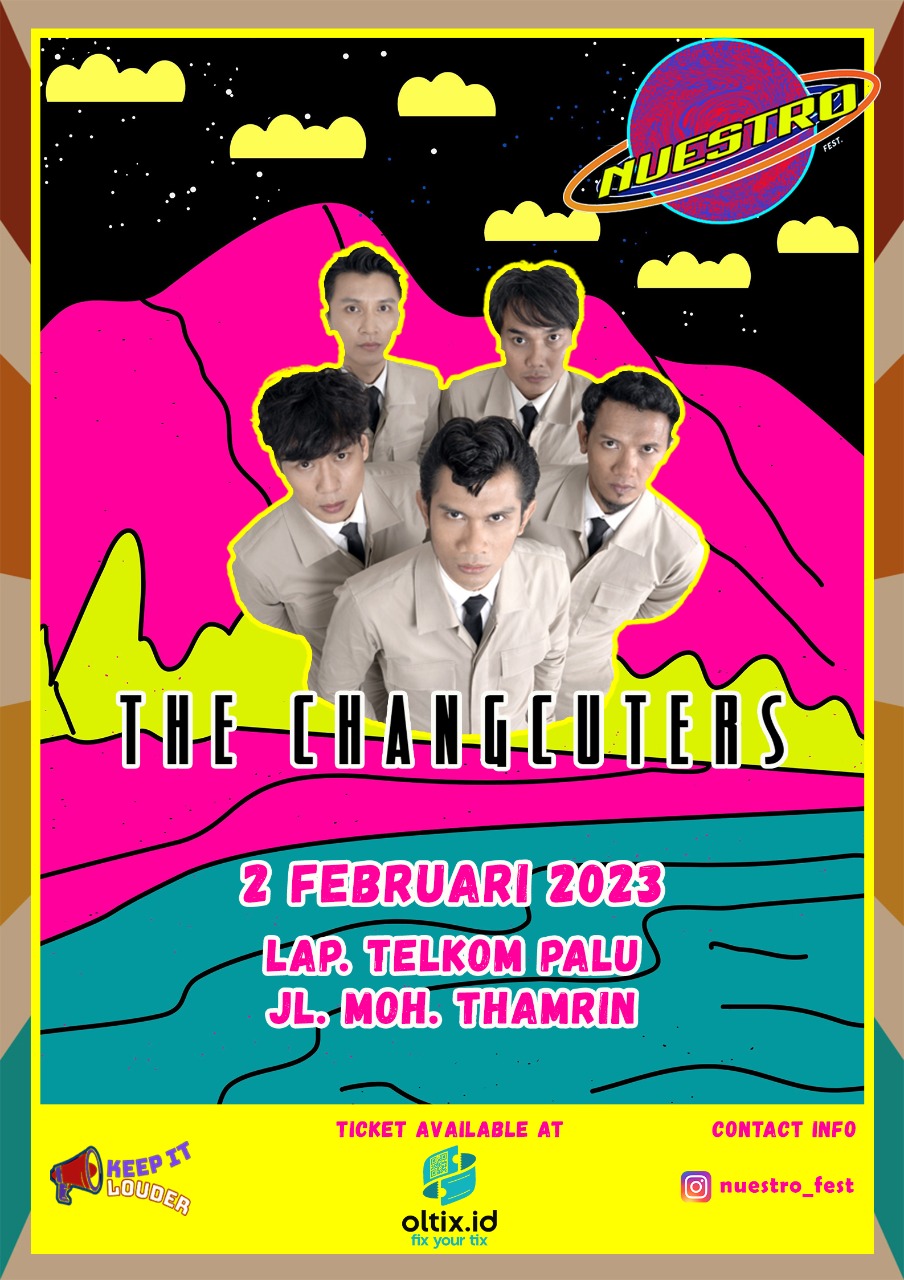 NUESTRO
FEST.
THE CHANGCUTERS
2 FEBRUARI 2023
LAP. TELKOM PALU
JL. MOH. THAMRIN
KEEP IT
LOUDER
TICKET AVAILABLE AT
oltix.id
fix your tix
CONTACT INFO
nuestro_fest